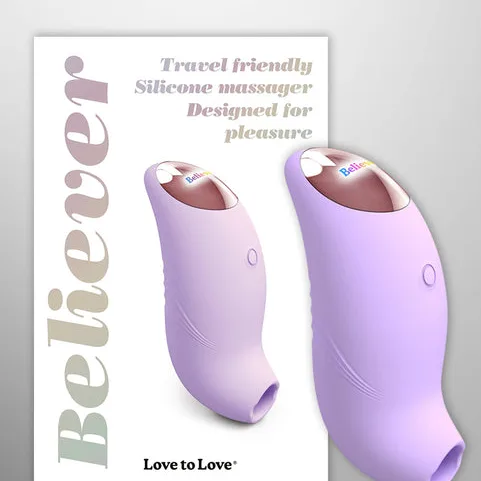 Believer
Travel friendly
Silicone massager
Designed for
pleasure
Believer
Believer
Love to Love®